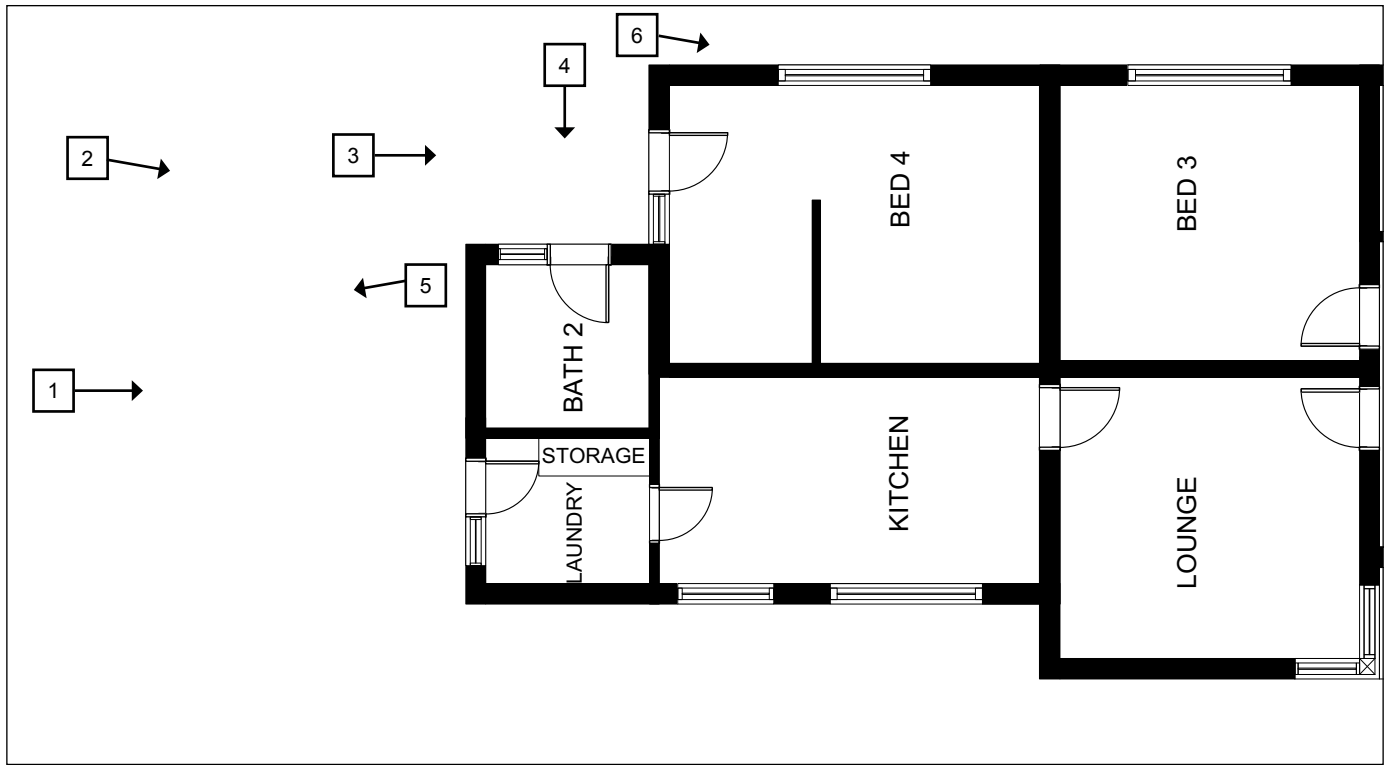 6
4
2
3
5
1
BED 4
BED 3
BATH 2
STORAGE
LAUNDRY
KITCHEN
LOUNGE